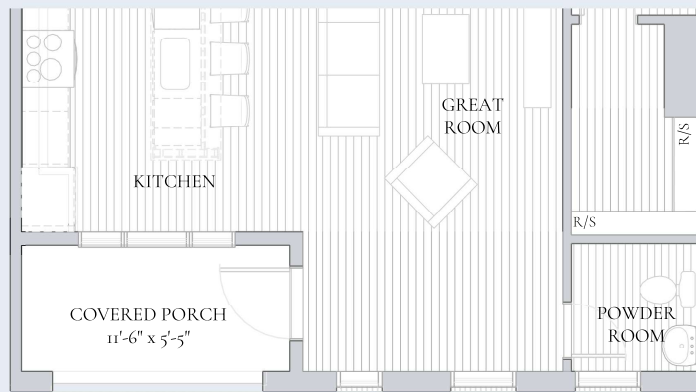 GREAT
ROOM
R/S
KITCHEN
R/S
COVERED PORCH
11'-6" x 5'-5"
POWDER
ROOM